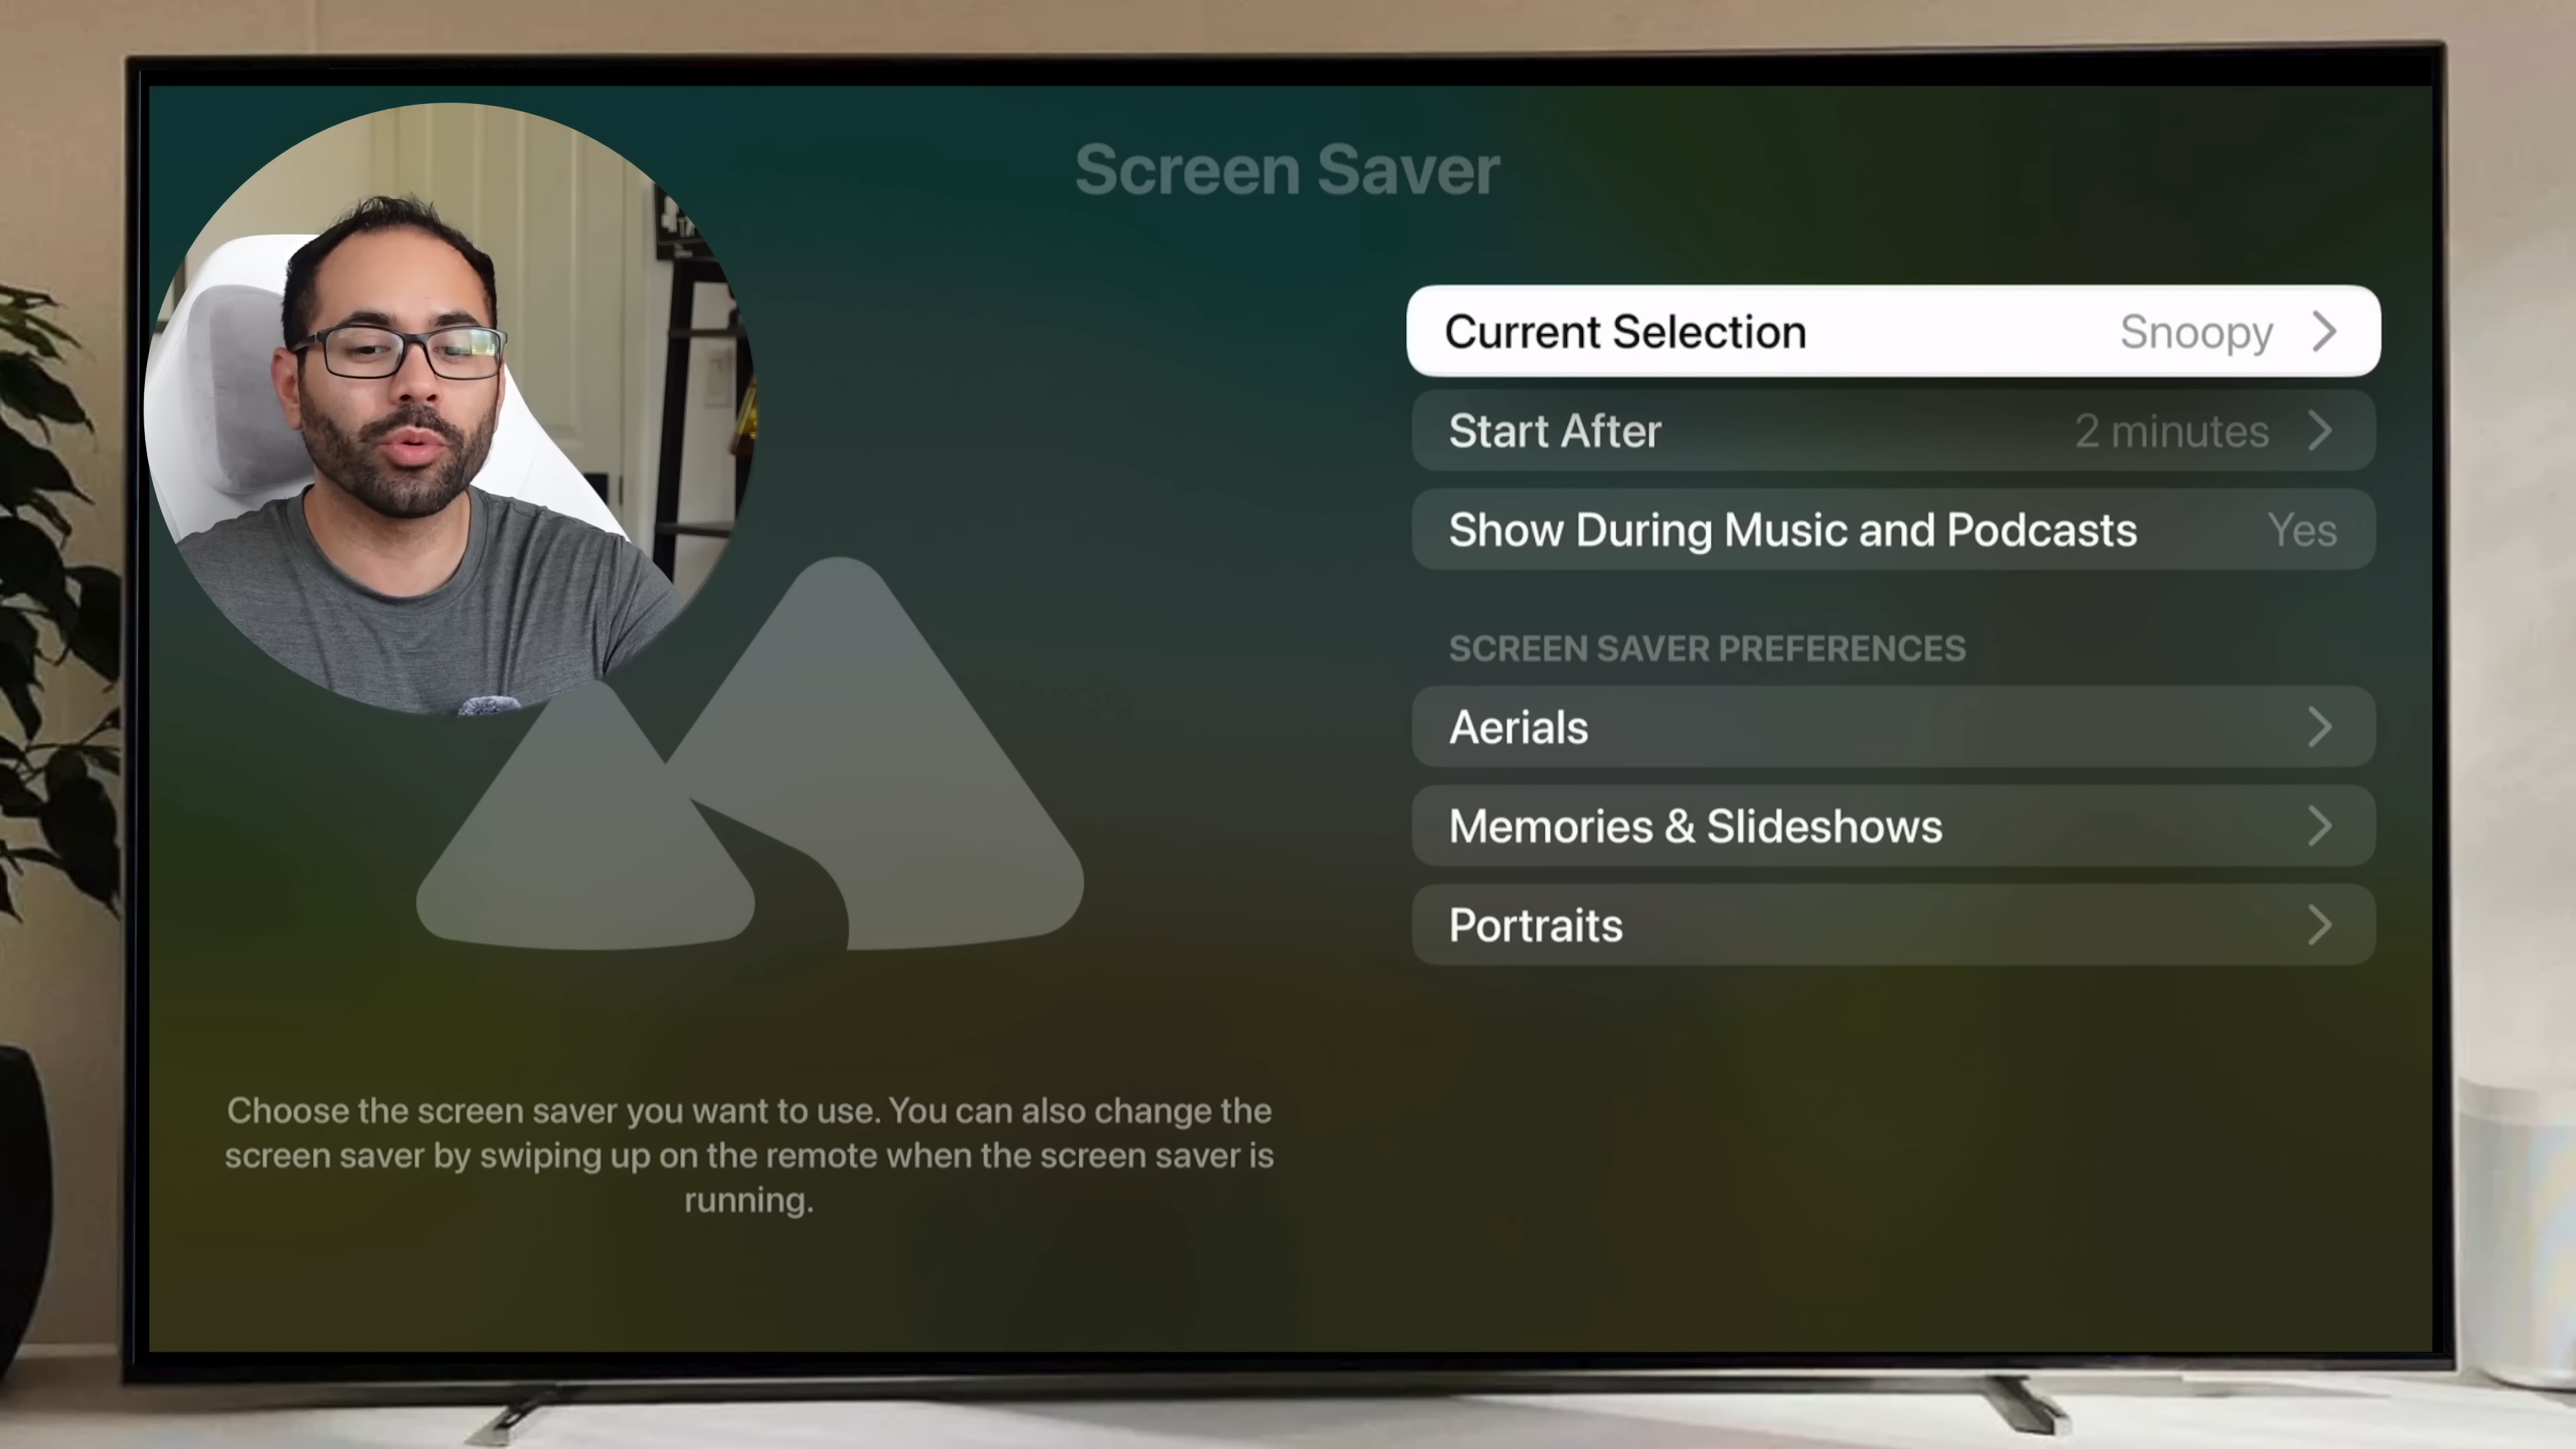 Screen Saver
Current Selection Snoopy
Start After 2 minutes
Show During Music and Podcasts Yes
SCREEN SAVER PREFERENCES
Aerials
Memories & Slideshows
Portraits
Choose the screen saver you want to use. You can also change the
screen saver by swiping up on the remote when the screen saver is
running.